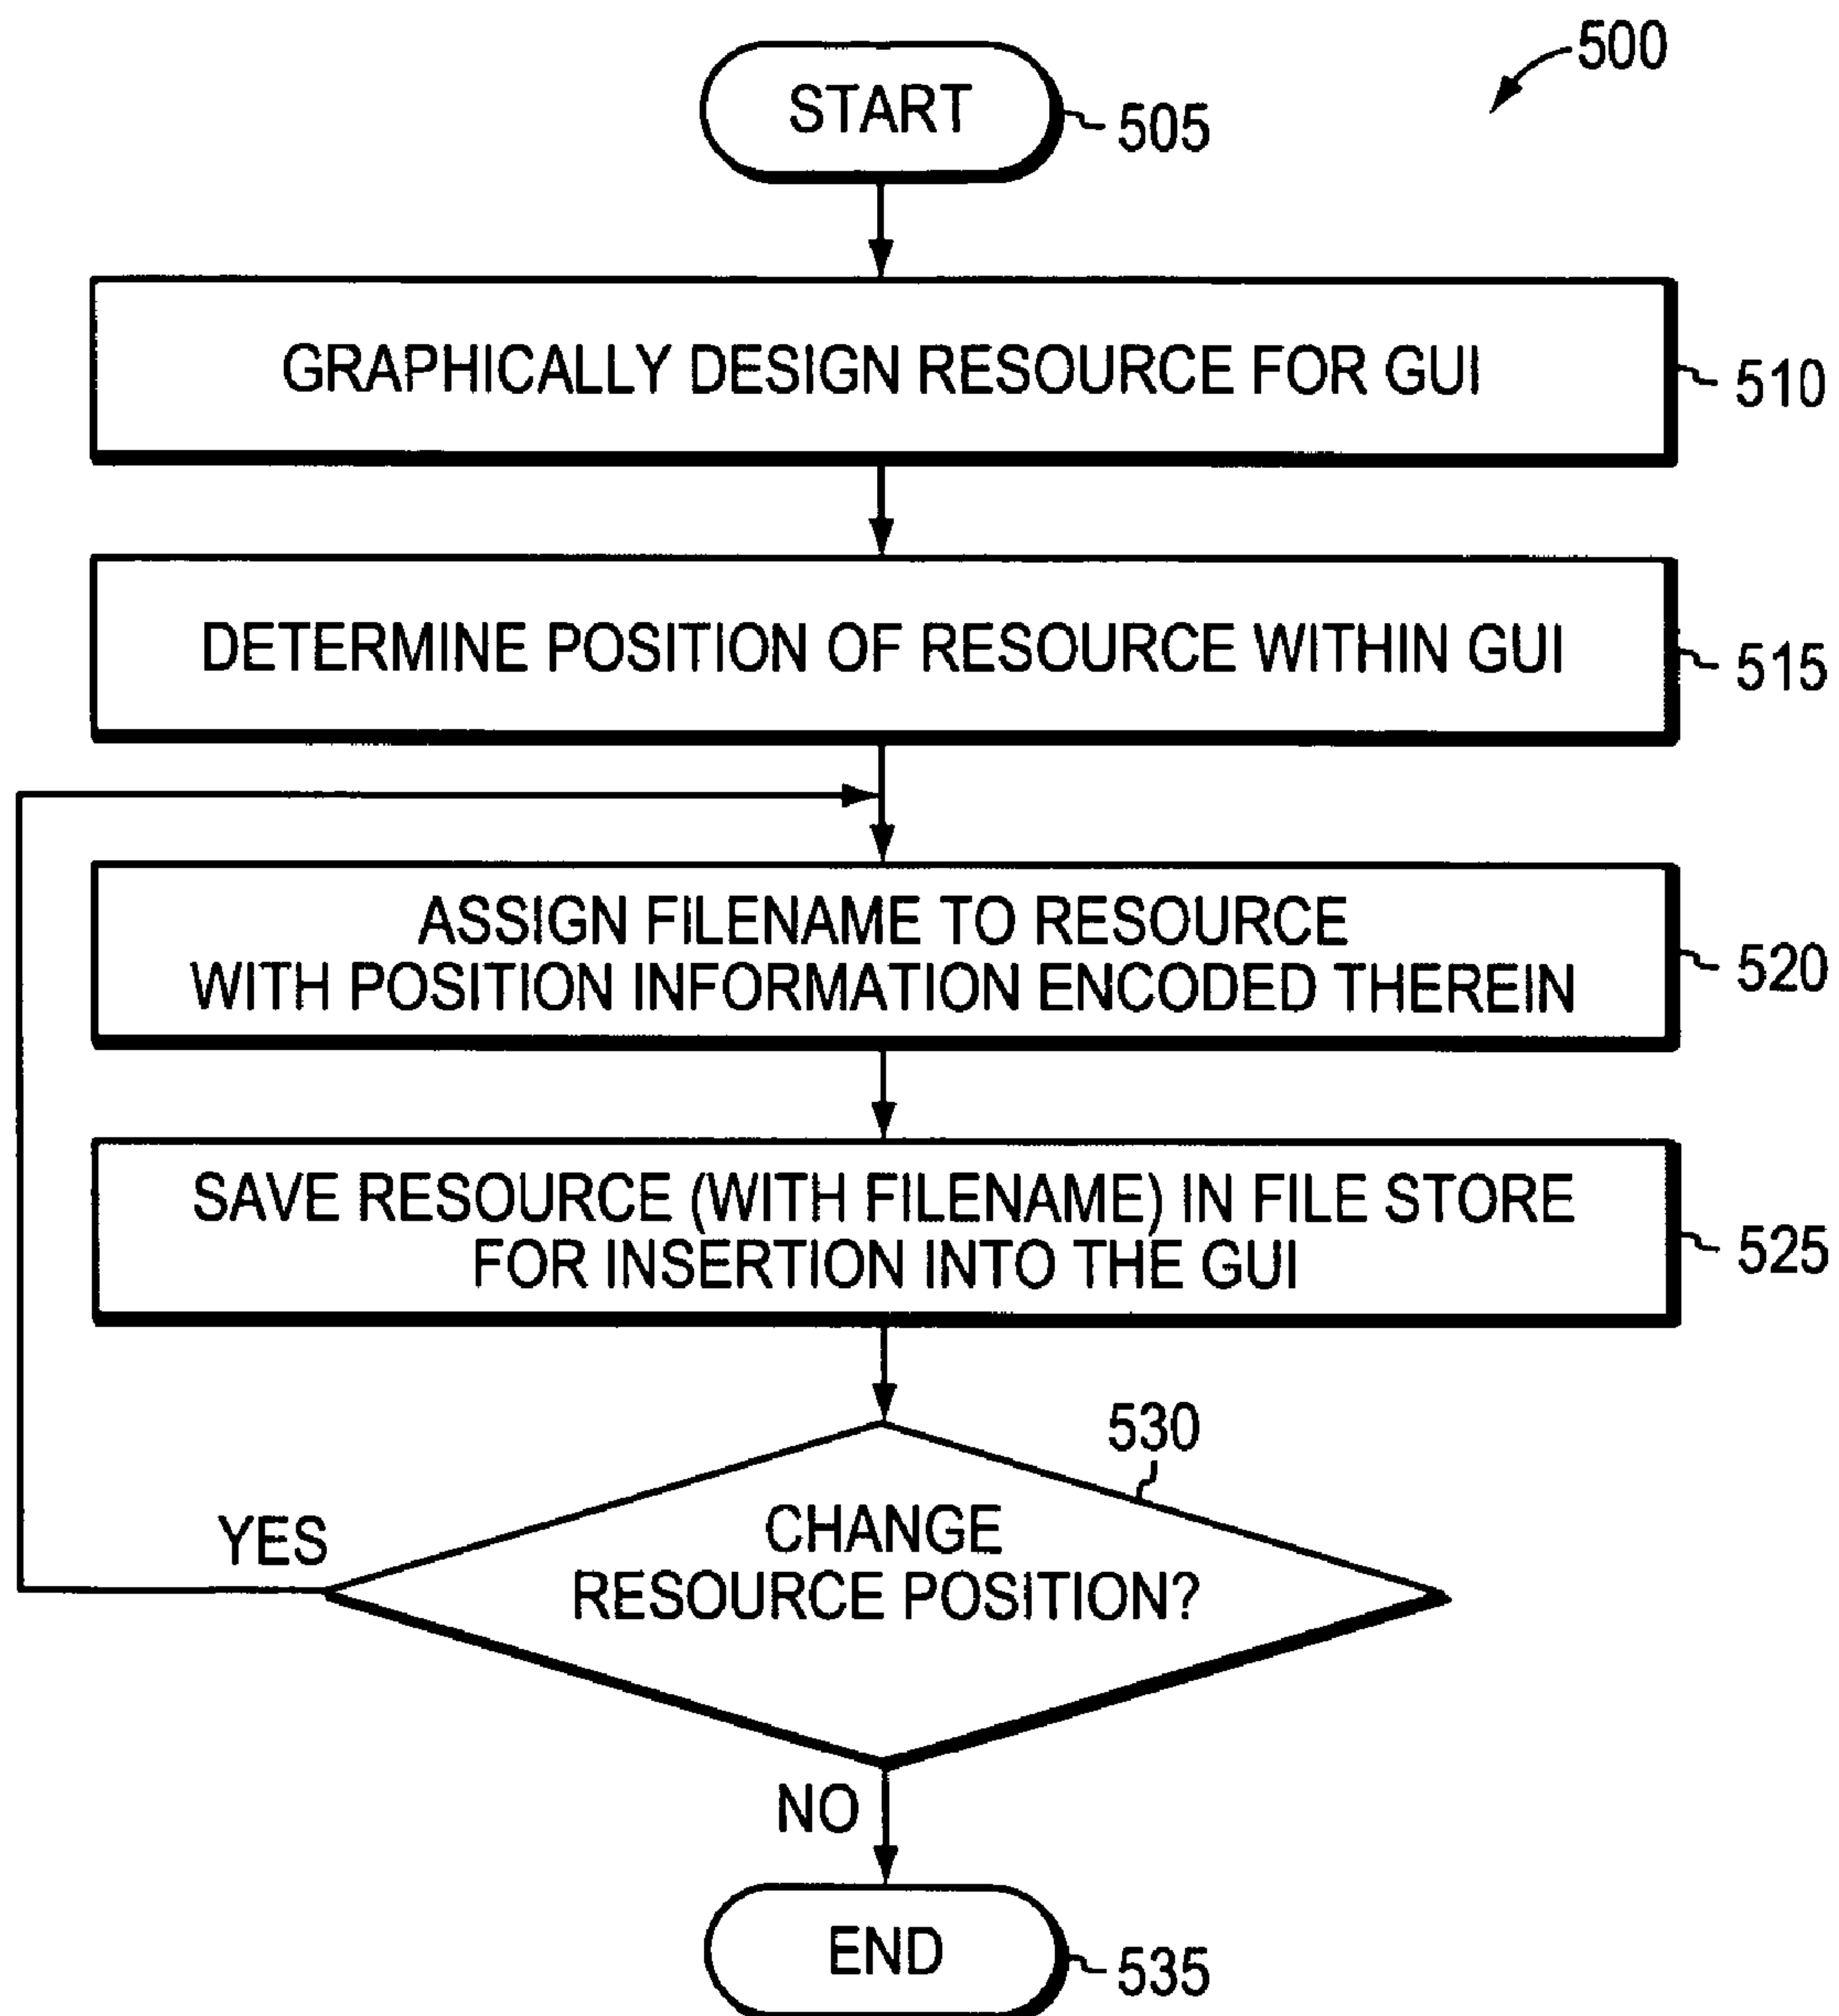 500
START
505
GRAPHICALLY DESIGN RESOURCE FOR GUI
510
DETERMINE POSITION OF RESOURCE WITHIN GUI
515
ASSIGN FILENAME TO RESOURCE
WITH POSITION INFORMATION ENCODED THEREIN
520
SAVE RESOURCE (WITH FILENAME) IN FILE STORE
FOR INSERTION INTO THE GUI
525
530
CHANGE
RESOURCE POSITION?
YES
NO
END
535